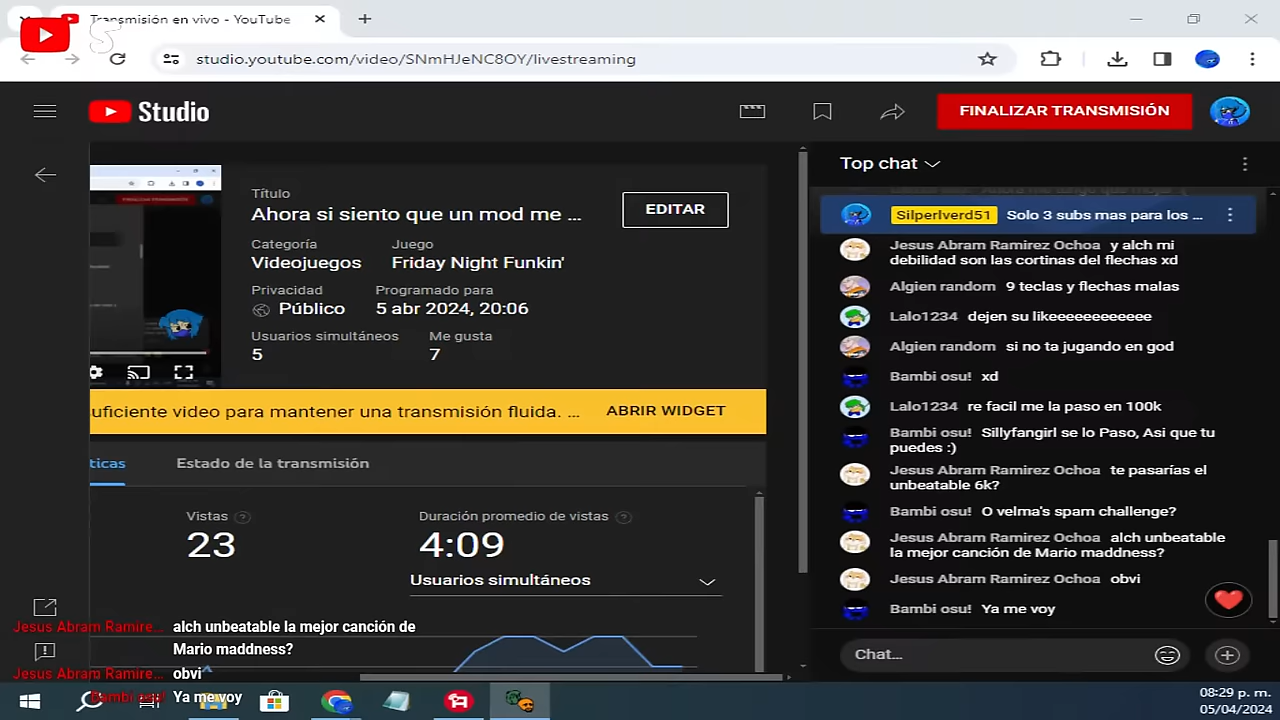 Transmisión en vivo - YouTube
studio.youtube.com/video/SNmHJeNC8OY/livestreaming
Studio
FINALIZAR TRANSMISIÓN
Título
Ahora si siento que un mod me ...
EDITAR
Categoría
Juego
Videojuegos
Friday Night Funkin'
Privacidad
Programado para
Público
5 abr 2024, 20:06
Usuarios simultáneos
Me gusta
5
7
uficiente video para mantener una transmisión fluida. ...
ABRIR WIDGET
ticas
Estado de la transmisión
Vistas
Duración promedio de vistas
23
4:09
Usuarios simultáneos
Top chat
Silperlverd51 Solo 3 subs mas para los ...
Jesus Abram Ramirez Ochoa y alch mi
debilidad son las cortinas del flechas xd
Algien random 9 teclas y flechas malas
Lalo1234 dejen su likeeeeeeeeeee
Algien random si no ta jugando en god
Bambi osu! xd
Lalo1234 re facil me la paso en 100k
Bambi osu! Sillyfangirl se lo Paso, Asi que tu
puedes :)
Jesus Abram Ramirez Ochoa te pasarías el
unbeatable 6k?
Bambi osu! O velma's spam challenge?
Jesus Abram Ramirez Ochoa alch unbeatable
la mejor canción de Mario maddness?
Jesus Abram Ramirez Ochoa obvi
Bambi osu! Ya me voy
Chat...
Jesus Abram Ramire... alch unbeatable la mejor canción de
Mario maddness?
Jesus Abram Ramire... obvi
Bambi osu! Ya me voy
08:29 p. m.
05/04/2024